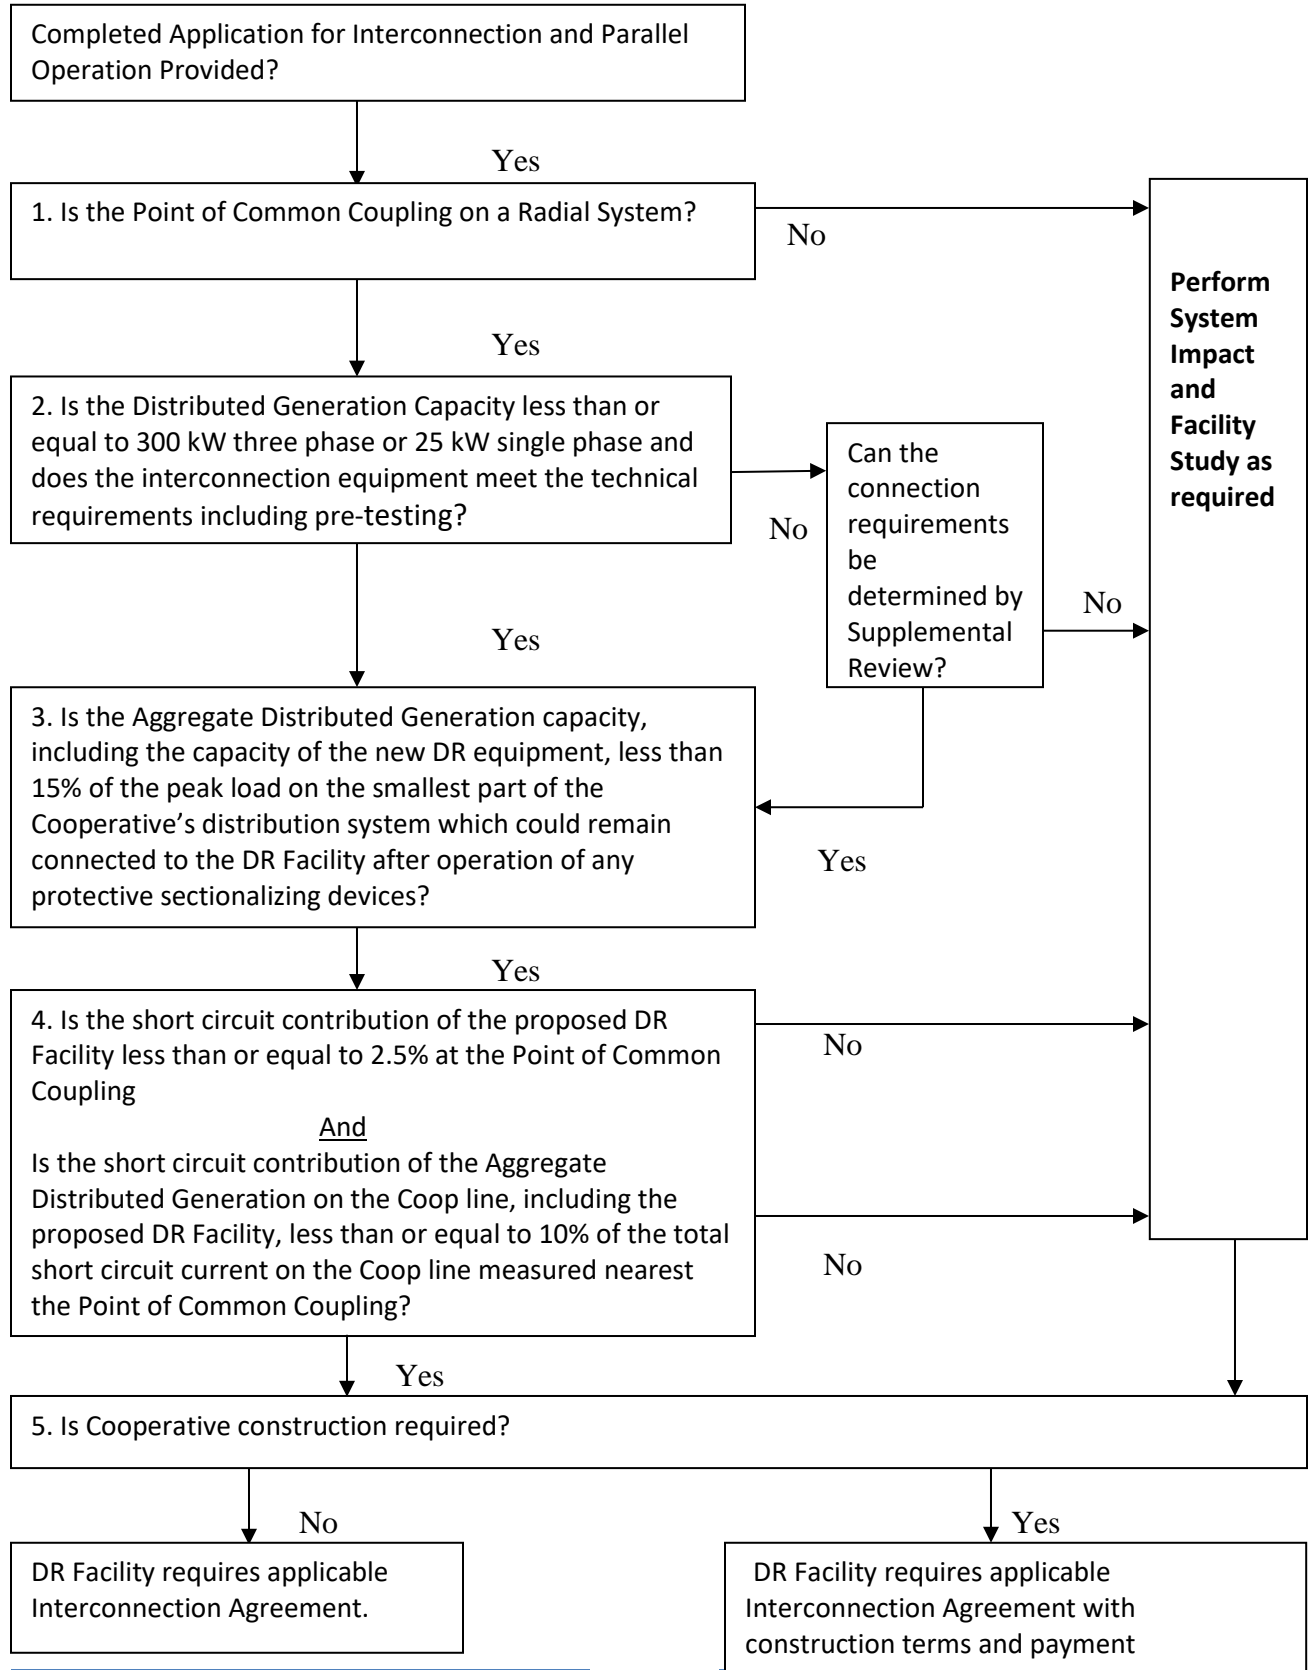 Completed Application for Interconnection and Parallel
Operation Provided?
Yes
1. Is the Point of Common Coupling on a Radial System?
No
Perform
System
Impact
and
Facility
Study as
required
Yes
2. Is the Distributed Generation Capacity less than or
equal to 300 kW three phase or 25 kW single phase and
does the interconnection equipment meet the technical
requirements including pre-testing?
No
Can the
connection
requirements
be
determined by
Supplemental
Review?
No
Yes
3. Is the Aggregate Distributed Generation capacity,
including the capacity of the new DR equipment, less than
15% of the peak load on the smallest part of the
Cooperative’s distribution system which could remain
connected to the DR Facility after operation of any
protective sectionalizing devices?
Yes
Yes
4. Is the short circuit contribution of the proposed DR
Facility less than or equal to 2.5% at the Point of Common
Coupling
And
Is the short circuit contribution of the Aggregate
Distributed Generation on the Coop line, including the
proposed DR Facility, less than or equal to 10% of the total
short circuit current on the Coop line measured nearest
the Point of Common Coupling?
No
No
Yes
5. Is Cooperative construction required?
No
Yes
DR Facility requires applicable
Interconnection Agreement.
DR Facility requires applicable
Interconnection Agreement with
construction terms and payment